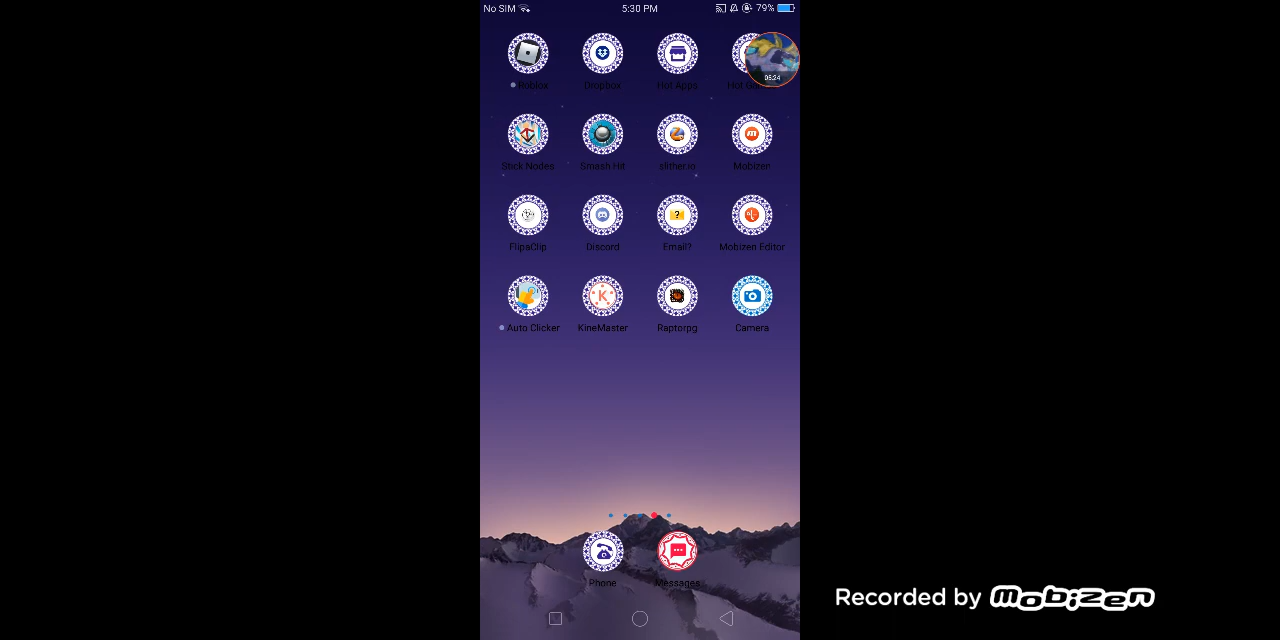 No SIM 5:30 PM 79%
05:24
Roblox Dropbox Hot Apps
Stick Nodes Smash Hit slither.io Mobizen
FlipaClip Discord Email? Mobizen Editor
Auto Clicker KineMaster Raptorpg Camera
Phone Messages
Recorded by mobizen